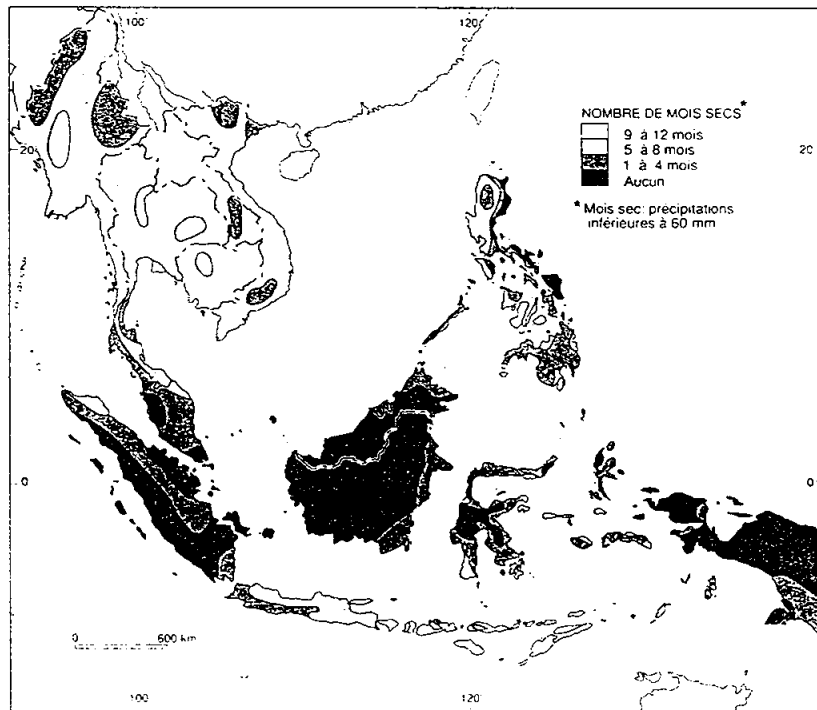 100°
120°
NOMBRE DE MOIS SECS*
9 à 12 mois
5 à 8 mois
1 à 4 mois
Aucun
20
20
* Mois sec: précipitations
inférieures à 60 mm
0
0
0 600 km
100
120°